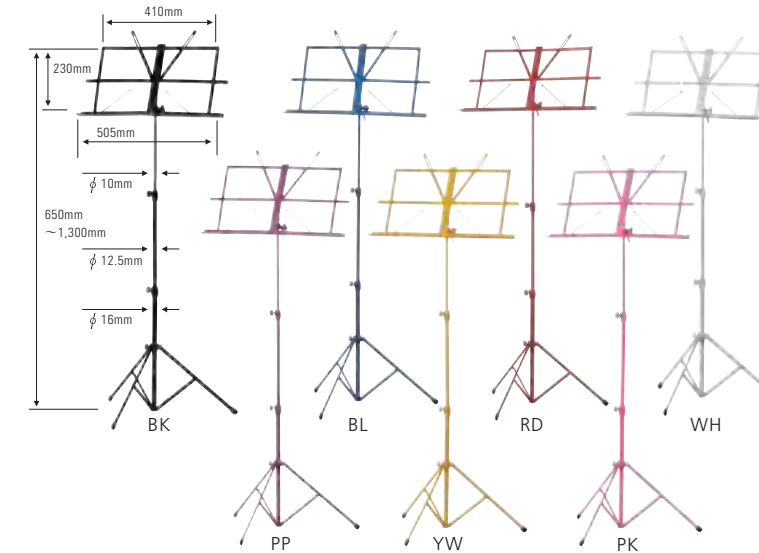 410mm
230mm
505mm
ϕ 10mm
650mm
～1,300mm
ϕ 12.5mm
ϕ 16mm
BK
BL
RD
WH
PP
YW
PK